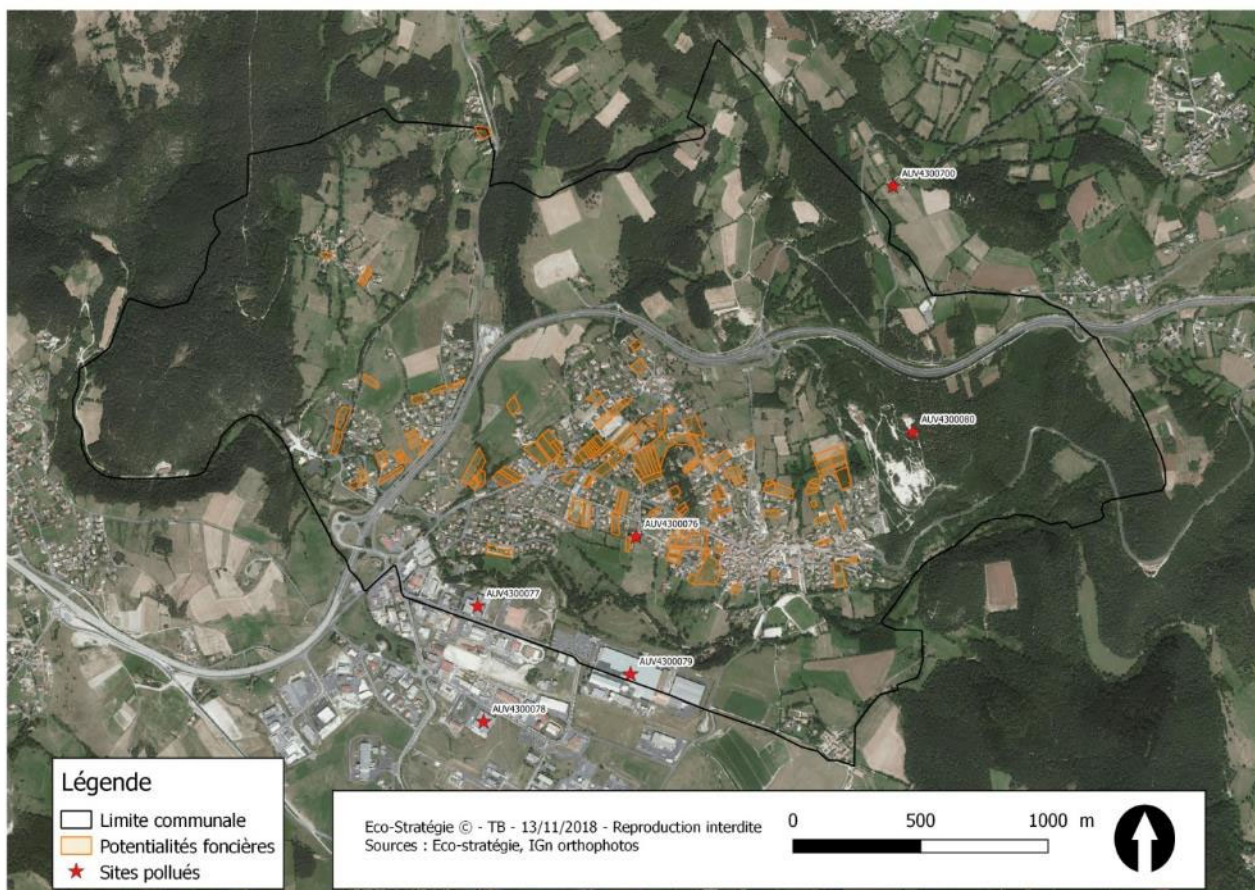 AUV4300700
AUV4300080
AUV4300076
AUV4300077
AUV4300079
AUV4300078
Légende
Limite communale
Potentialités foncières
Sites pollués
Eco-Stratégie © - TB - 13/11/2018 - Reproduction interdite
Sources : Eco-stratégie, IGn orthophotos
0 500 1000 m